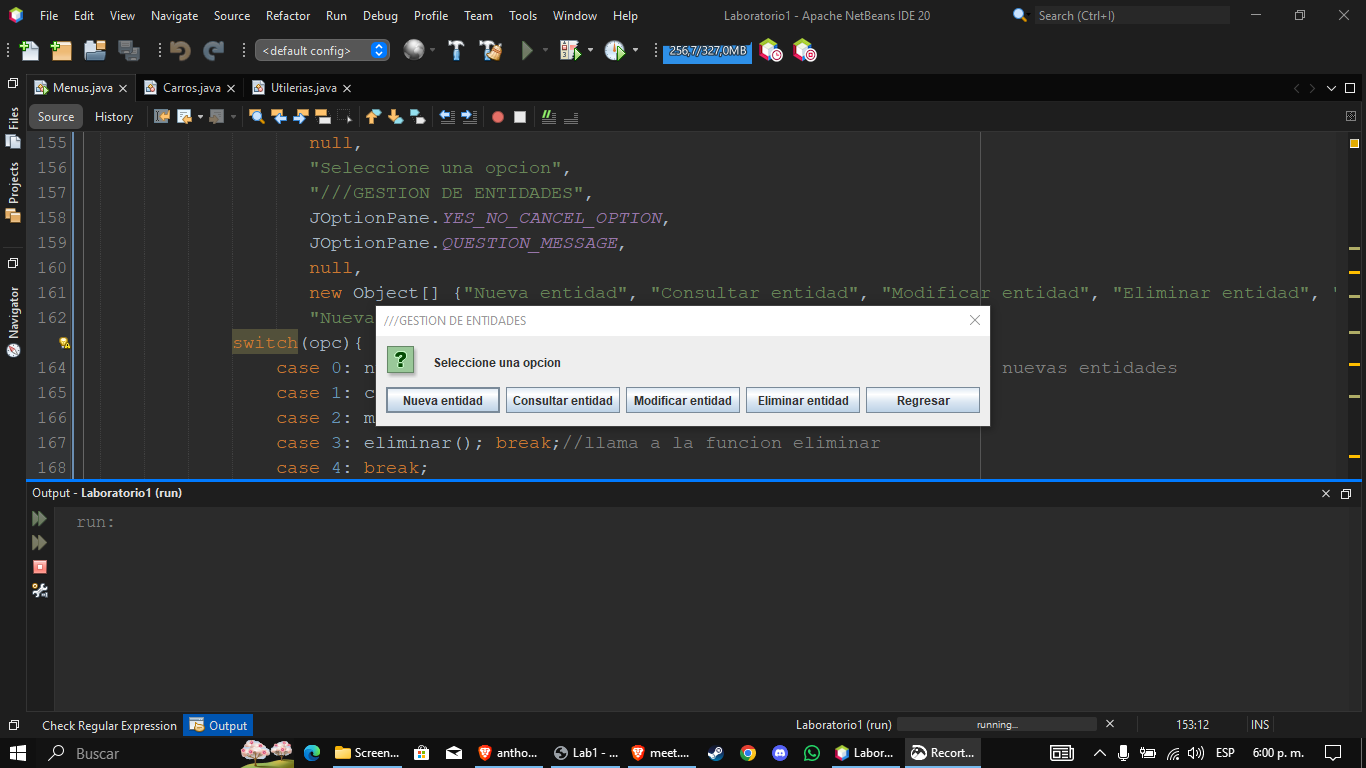 File Edit View Navigate Source Refactor Run Debug Profile Team Tools Window Help Laboratorio1 - Apache NetBeans IDE 20 Search (Ctrl+I)
<default config> 256,7/327,0MB
Menus.java Carros.java Utilerias.java
Source History
Files
Projects
Navigator
155 null,
156 "Seleccione una opcion",
157 "///GESTION DE ENTIDADES",
158 JOptionPane.YES_NO_CANCEL_OPTION,
159 JOptionPane.QUESTION_MESSAGE,
160 null,
161 new Object[] {"Nueva entidad", "Consultar entidad", "Modificar entidad", "Eliminar entidad", "
162 "Nueva
switch(opc){
164 case 0: n nuevas entidades
165 case 1: c
166 case 2: m
167 case 3: eliminar(); break;//llama a la funcion eliminar
168 case 4: break;
///GESTION DE ENTIDADES
?
Seleccione una opcion
Nueva entidad Consultar entidad Modificar entidad Eliminar entidad Regresar
Output - Laboratorio1 (run)
run:
Check Regular Expression Output Laboratorio1 (run) running... 153:12 INS
Buscar Screen... antho... Lab1 - ... meet.... Labor... Recort... ESP 6:00 p. m.